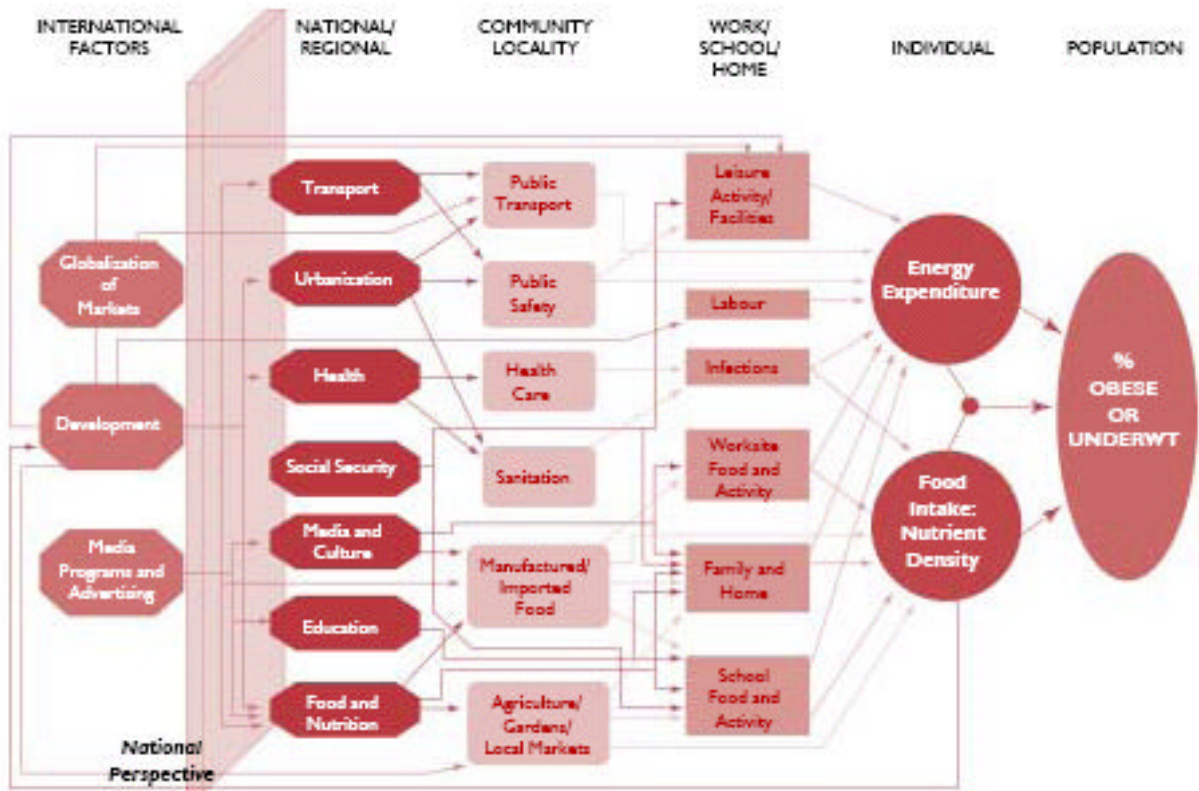 INTERNATIONAL
FACTORS
NATIONAL/
REGIONAL
COMMUNITY
LOCALITY
WORK/
SCHOOL/
HOME
INDIVIDUAL
POPULATION
Globalization
of
Markets
Development
Media
Programs and
Advertising
National
Perspective
Transport
Urbanization
Health
Social Security
Media and
Culture
Education
Food and
Nutrition
Public
Transport
Public
Safety
Health
Care
Sanitation
Manufactured/
Imported
Food
Agriculture/
Gardens/
Local Markets
Leisure
Activity/
Facilities
Labour
Infections
Worksite
Food and
Activity
Family and
Home
School
Food and
Activity
Energy
Expenditure
Food
Intake:
Nutrient
Density
%
OBESE
OR
UNDERWT